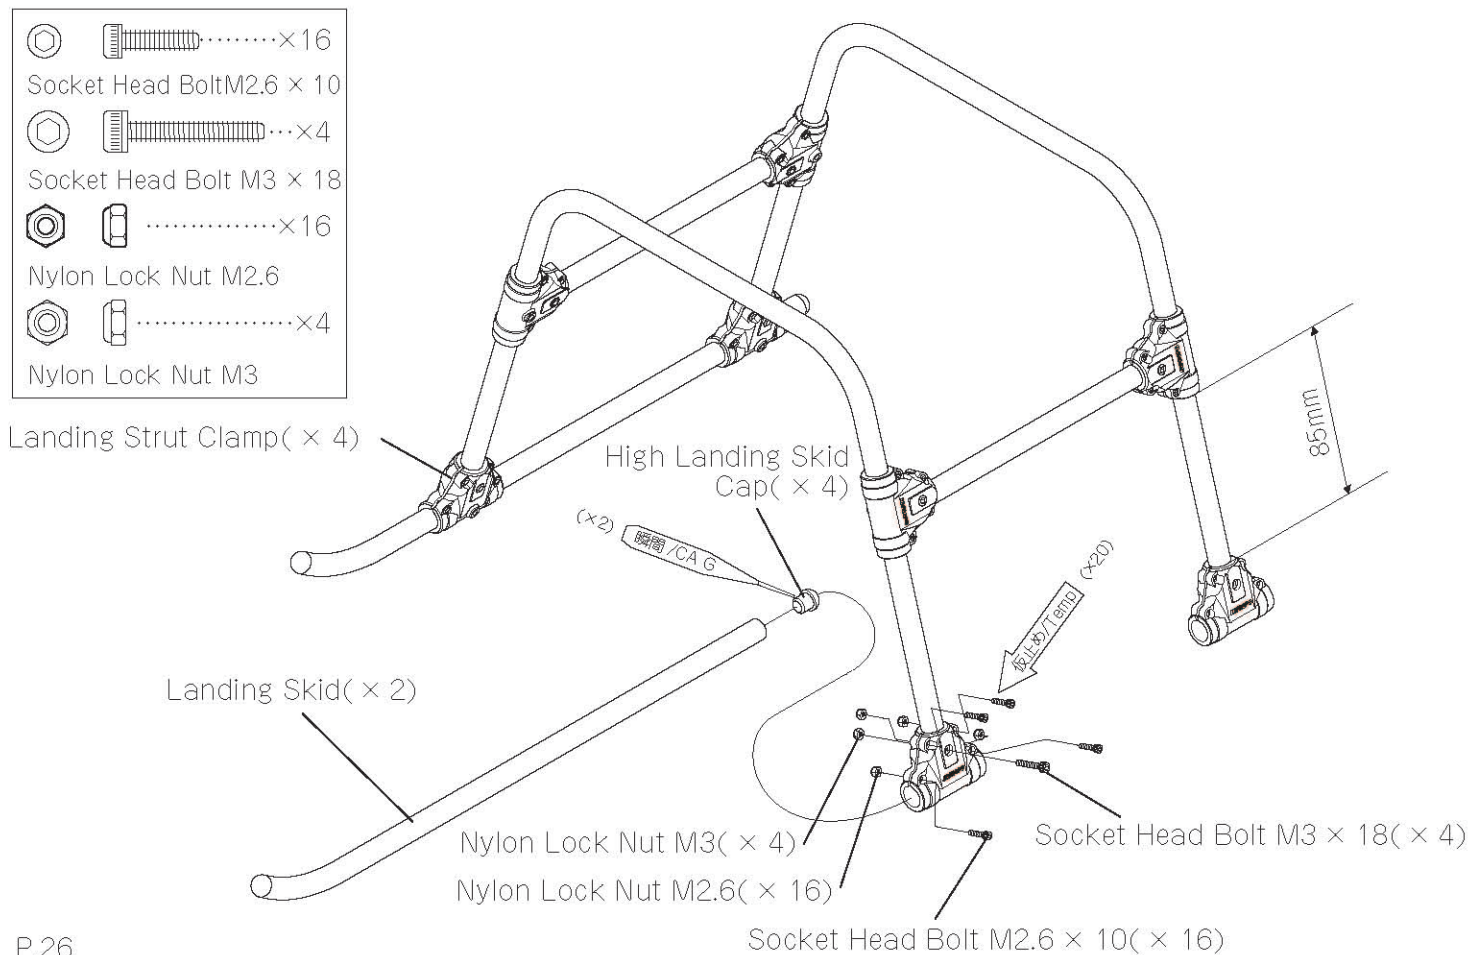 ×16
Socket Head BoltM2.6 × 10
×4
Socket Head Bolt M3 × 18
×16
Nylon Lock Nut M2.6
×4
Nylon Lock Nut M3
Landing Strut Clamp( × 4)
High Landing Skid
Cap( × 4)
(×2)
瞬間/CA G
85mm
仮止め/Temp
(×20)
Landing Skid( × 2)
Nylon Lock Nut M3( × 4)
Nylon Lock Nut M2.6( × 16)
Socket Head Bolt M3 × 18( × 4)
Socket Head Bolt M2.6 × 10( × 16)
P.26